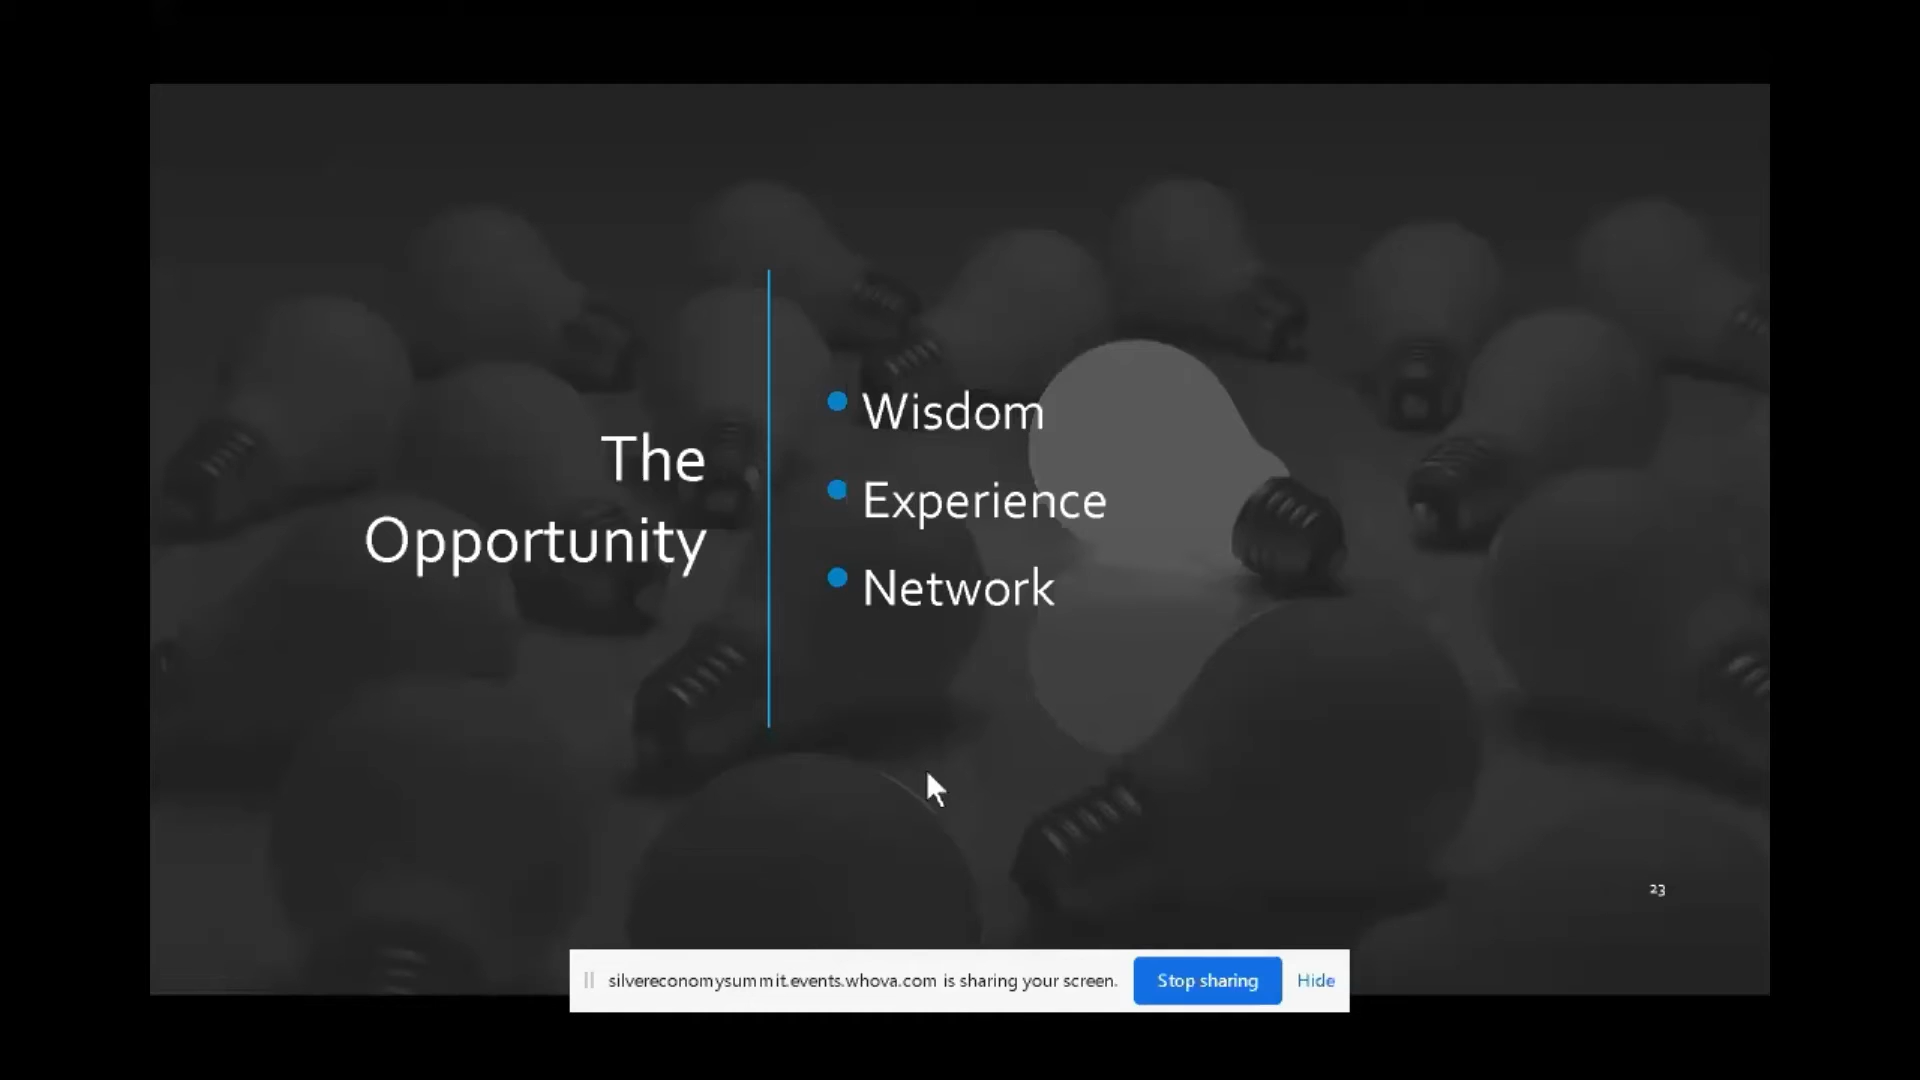 The
Opportunity
Wisdom
Experience
Network
23
silvereconomysummit.events.whova.com is sharing your screen.
Stop sharing
Hide